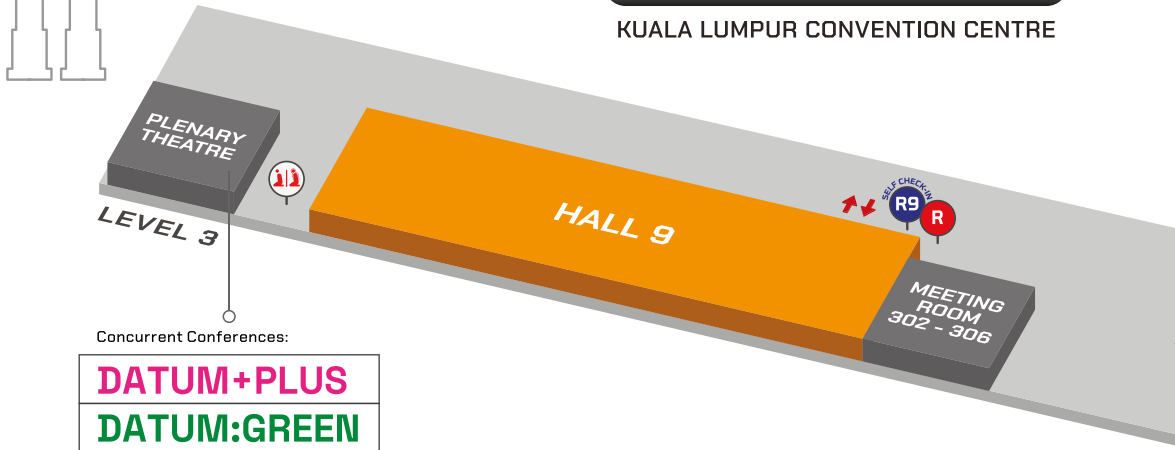 KUALA LUMPUR CONVENTION CENTRE
PLENARY
THEATRE
LEVEL 3
HALL 9
SELF CHECK-IN
R9
R
MEETING
ROOM
302 - 306
Concurrent Conferences:
DATUM+PLUS
DATUM:GREEN